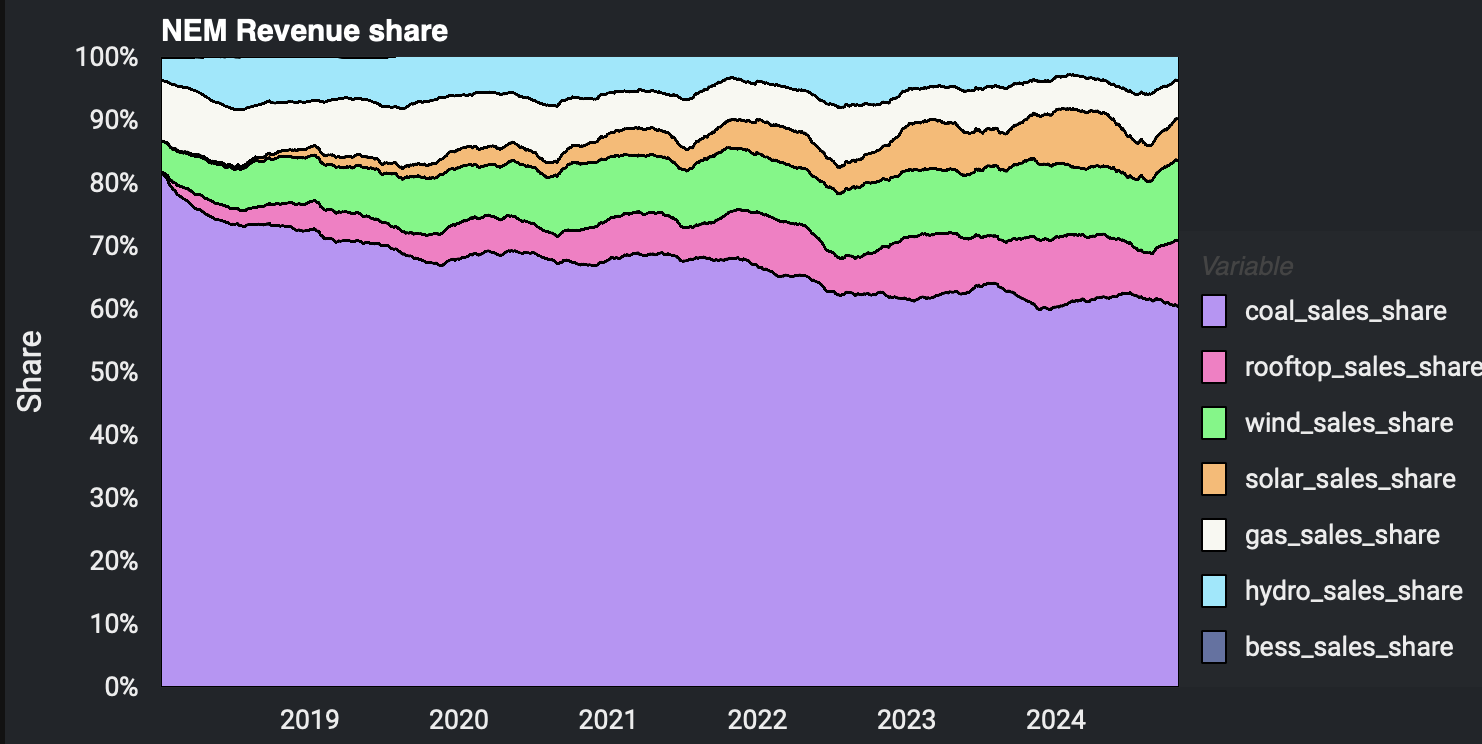 NEM Revenue share
100%
90%
80%
70%
60%
50%
40%
30%
20%
10%
0%
Share
2019 2020 2021 2022 2023 2024
Variable
coal_sales_share
rooftop_sales_share
wind_sales_share
solar_sales_share
gas_sales_share
hydro_sales_share
bess_sales_share